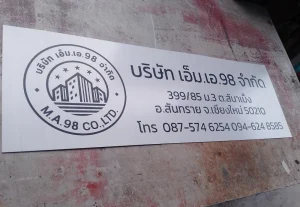 บริษัท เอ็ม.เอ.98 จำกัด
M.A.98 CO.,LTD.
บริษัท เอ็ม.เอ.98 จำกัด
399/85 ม.3 ต.สันาเม็ง
อ.สันทราย จ.เชียงใหม่ 50210
โทร 087-574 6254 094-624 8585